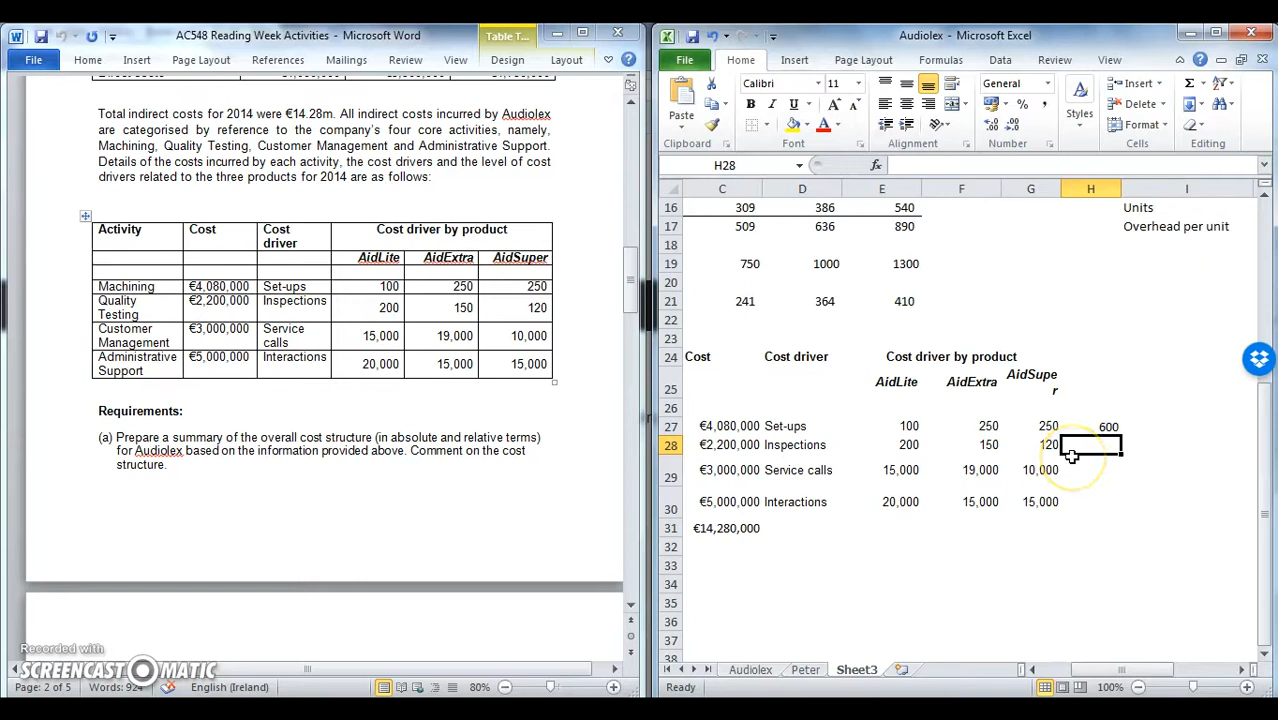 AC548 Reading Week Activities - Microsoft Word
Table T...
File Home Page Layout References Mailings Review View Design Layout
Total indirect costs for 2014 were €14.28m. All indirect costs incurred by Audiolex
are categorised by reference to the company's four core activities, namely,
Machining, Quality Testing, Customer Management and Administrative Support.
Details of the costs incurred by each activity, the cost drivers and the level of cost
drivers related to the three products for 2014 are as follows:
Activity Cost Cost driver Cost driver by product
AidLite AidExtra AidSuper
Machining €4,080,000 Set-ups 100 250 250
Quality Testing €2,200,000 Inspections 200 150 120
Customer Management €3,000,000 Service calls 15,000 19,000 10,000
Administrative Support €5,000,000 Interactions 20,000 15,000 15,000
Requirements:
(a) Prepare a summary of the overall cost structure (in absolute and relative terms)
for Audiolex based on the information provided above. Comment on the cost
structure.
Recorded with
SCREENCAST-O-MATIC
Page: 2 of 5 Words: 924 English (Ireland) 80%
Audiolex - Microsoft Excel
File Home Insert Page Layout Formulas Data Review View
Calibri 11 General Insert
Paste Styles Delete
Format
Clipboard Font Alignment Number Cells Editing
H28 fx
C D E F G H I
16 309 386 540 Units
17 509 636 890 Overhead per unit
18
19 750 1000 1300
20
21 241 364 410
22
23
24 Cost Cost driver Cost driver by product
25 AidLite AidExtra AidSuper
26
27 €4,080,000 Set-ups 100 250 250 600
28 €2,200,000 Inspections 200 150 120
29 €3,000,000 Service calls 15,000 19,000 10,000
30 €5,000,000 Interactions 20,000 15,000 15,000
31 €14,280,000
32
33
34
35
36
37
38
Audiolex Peter Sheet3
Ready 100%